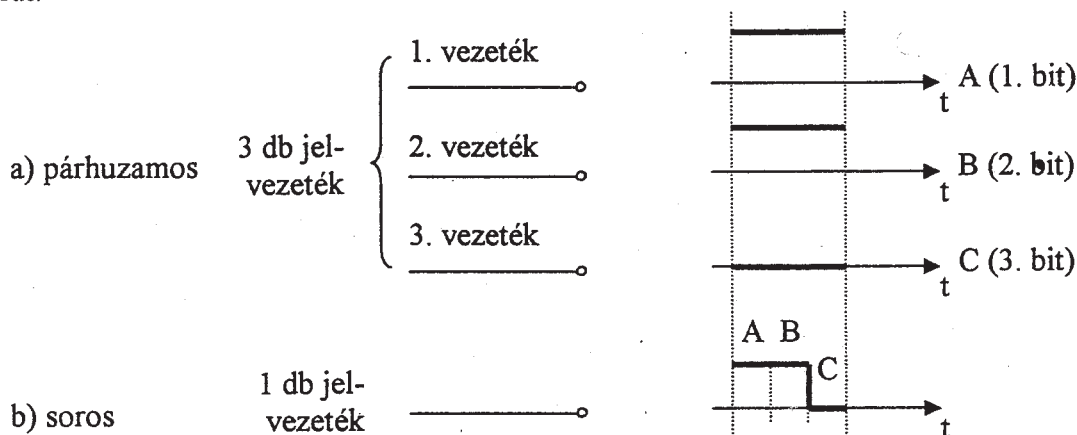 1. vezeték
A (1. bit)
t
a) párhuzamos
3 db jel-
vezeték
2. vezeték
B (2. bit)
t
3. vezeték
C (3. bit)
t
A B
C
b) soros
1 db jel-
vezeték
t